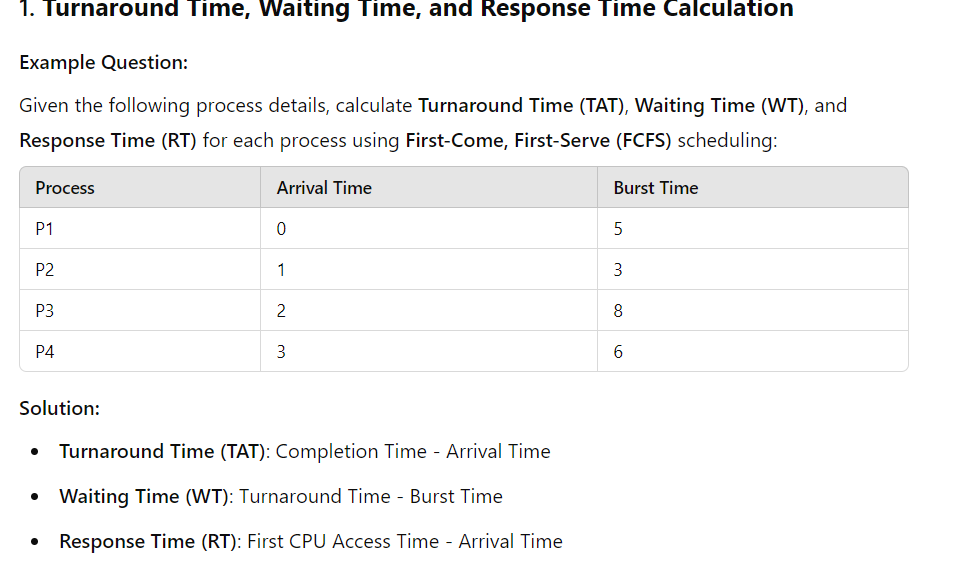 1. Turnaround Time, Waiting Time, and Response Time Calculation
Example Question:
Given the following process details, calculate Turnaround Time (TAT), Waiting Time (WT), and
Response Time (RT) for each process using First-Come, First-Serve (FCFS) scheduling:
Process Arrival Time Burst Time
P1 0 5
P2 1 3
P3 2 8
P4 3 6
Solution:
• Turnaround Time (TAT): Completion Time - Arrival Time
• Waiting Time (WT): Turnaround Time - Burst Time
• Response Time (RT): First CPU Access Time - Arrival Time